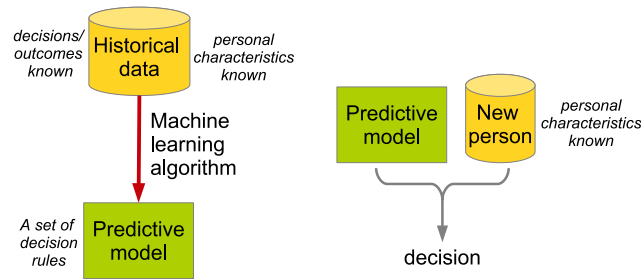 decisions/
outcomes
known
Historical
data
personal
characteristics
known
Machine
learning
algorithm
A set of
decision
rules
Predictive
model
Predictive
model
New
person
personal
characteristics
known
decision